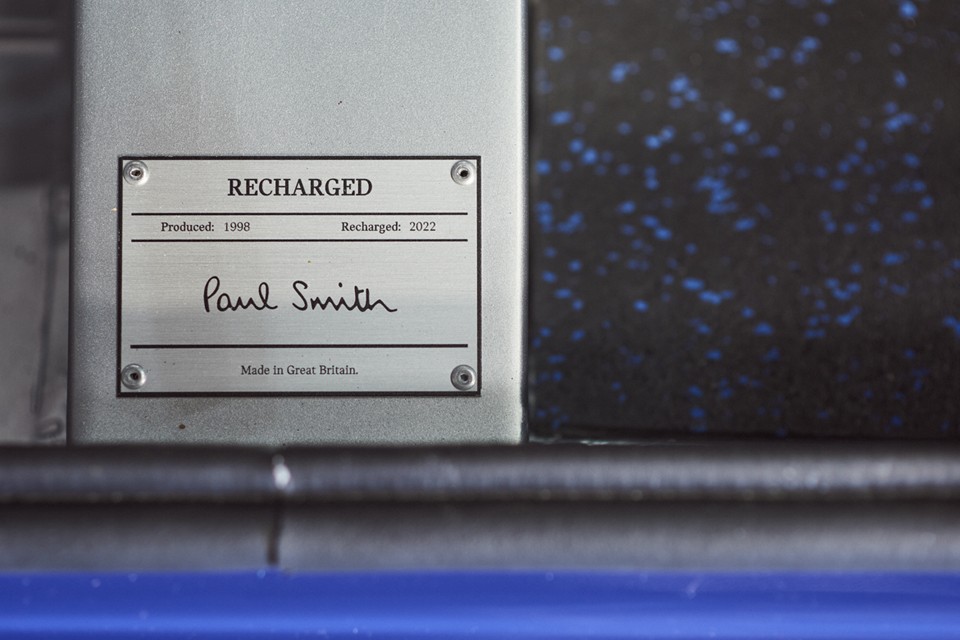 RECHARGED
Produced: 1998 Recharged: 2022
Paul Smith
Made in Great Britain.